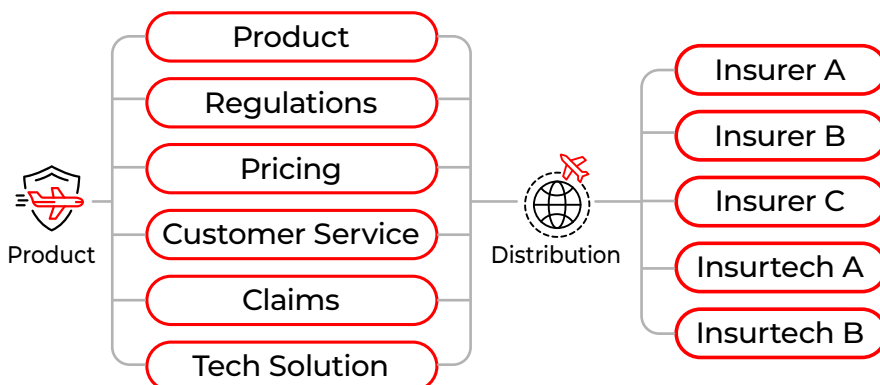 Product
Product
Regulations
Pricing
Customer Service
Claims
Tech Solution
Distribution
Insurer A
Insurer B
Insurer C
Insurtech A
Insurtech B